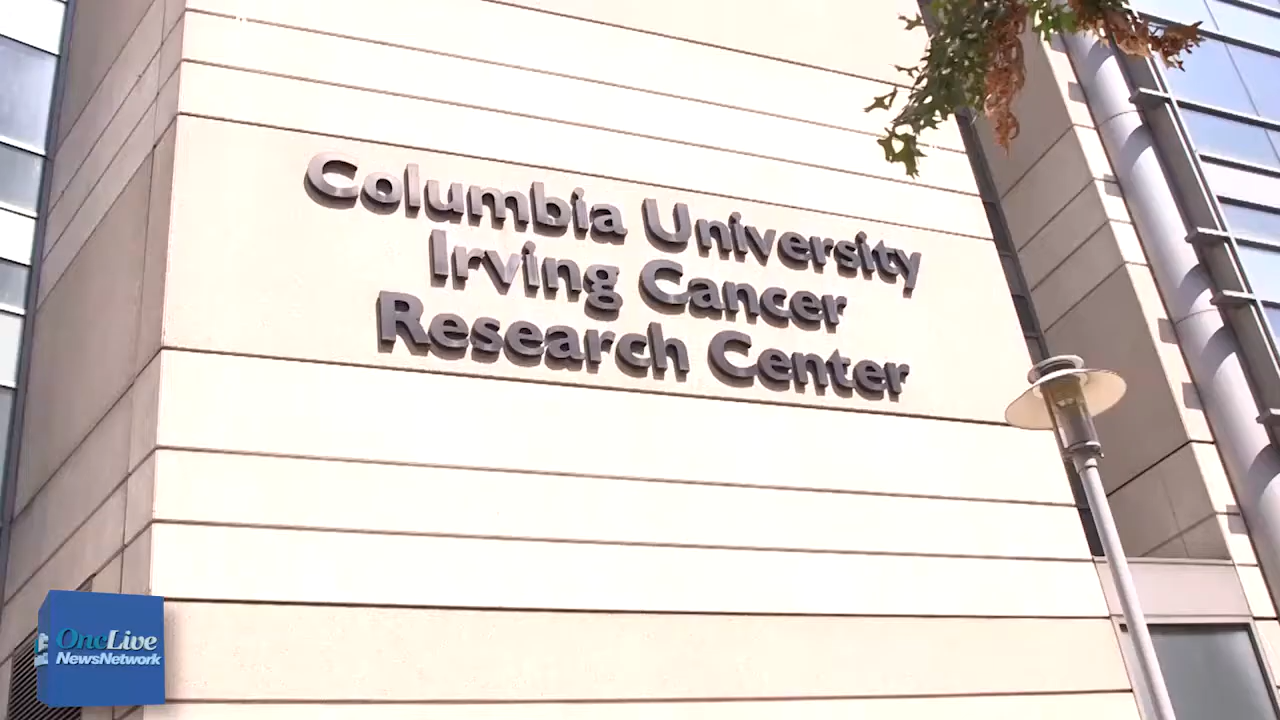 Columbia University
Irving Cancer
Research Center
OncLive
NewsNetwork